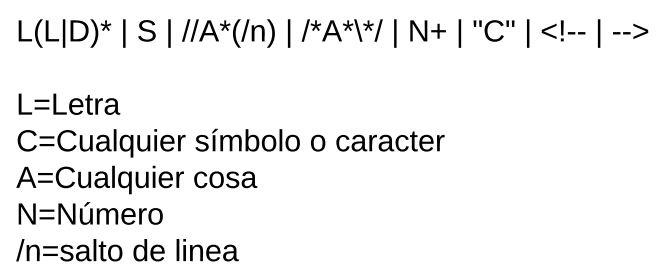 L(L|D)* | S | //A*(/n) | /*A*\*/ | N+ | "C" | <!-- | -->
L=Letra
C=Cualquier símbolo o caracter
A=Cualquier cosa
N=Número
/n=salto de linea